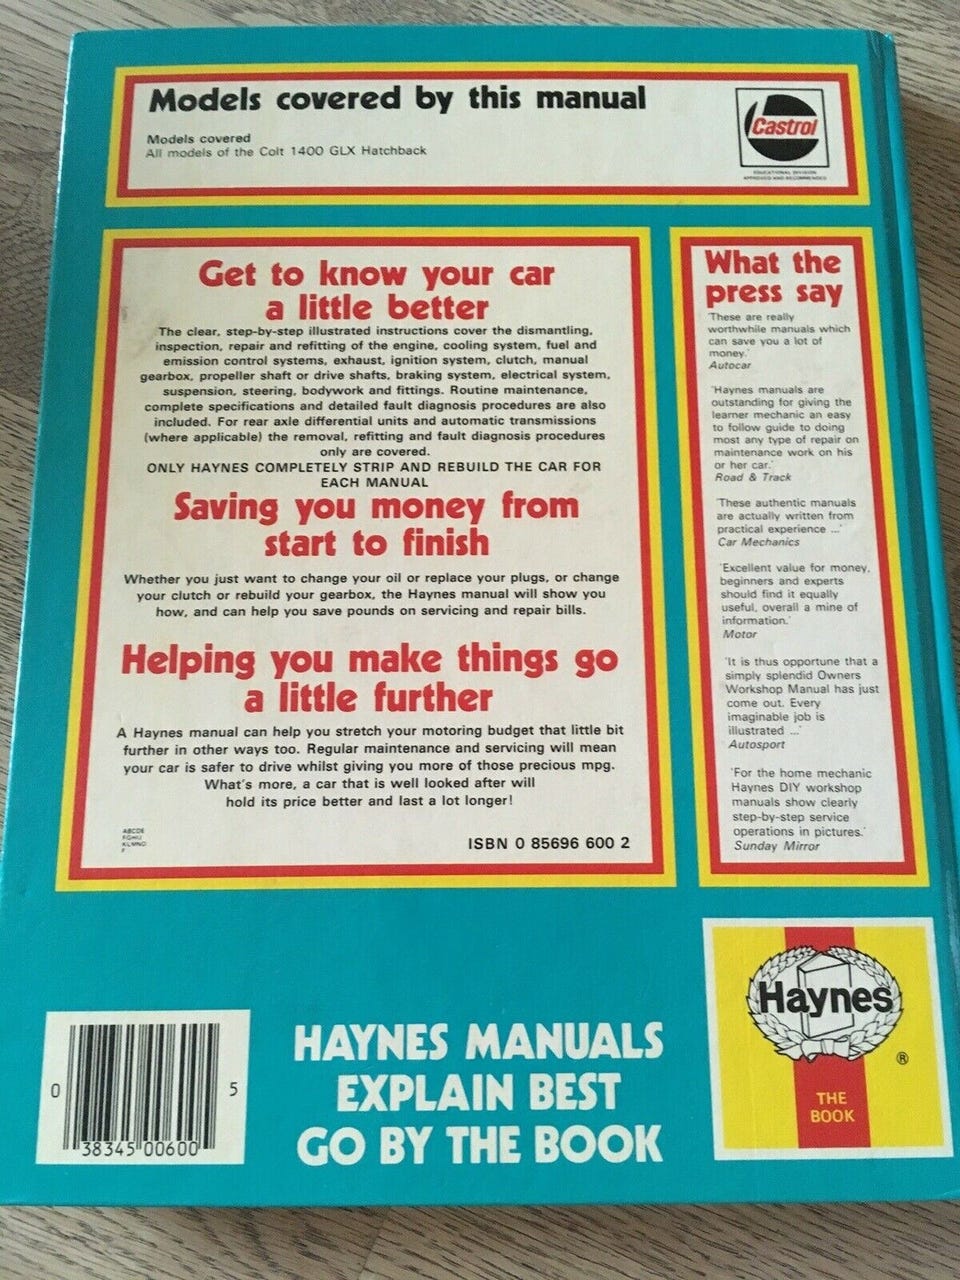 Models covered by this manual
Models covered
All models of the Colt 1400 GLX Hatchback
Castrol
EDUCATIONAL DIVISION
APPROVED AND RECOMMENDED
Get to know your car
a little better
The clear, step-by-step illustrated instructions cover the dismantling,
inspection, repair and refitting of the engine, cooling system, fuel and
emission control systems, exhaust, ignition system, clutch, manual
gearbox, propeller shaft or drive shafts, braking system, electrical system,
suspension, steering, bodywork and fittings. Routine maintenance,
complete specifications and detailed fault diagnosis procedures are also
included. For rear axle differential units and automatic transmissions
(where applicable) the removal, refitting and fault diagnosis procedures
only are covered.
ONLY HAYNES COMPLETELY STRIP AND REBUILD THE CAR FOR
EACH MANUAL
Saving you money from
start to finish
Whether you just want to change your oil or replace your plugs, or change
your clutch or rebuild your gearbox, the Haynes manual will show you
how, and can help you save pounds on servicing and repair bills.
Helping you make things go
a little further
A Haynes manual can help you stretch your motoring budget that little bit
further in other ways too. Regular maintenance and servicing will mean
your car is safer to drive whilst giving you more of those precious mpg.
What's more, a car that is well looked after will
hold its price better and last a lot longer!
ABCDE
FGHIJ
KLMNO
F
ISBN 0 85696 600 2
What the
press say
'These are really
worthwhile manuals which
can save you a lot of
money.'
Autocar
'Haynes manuals are
outstanding for giving the
learner mechanic an easy
to follow guide to doing
most any type of repair on
maintenance work on his
or her car.'
Road & Track
'These authentic manuals
are actually written from
practical experience ...'
Car Mechanics
'Excellent value for money,
beginners and experts
should find it equally
useful, overall a mine of
information.'
Motor
'It is thus opportune that a
simply splendid Owners
Workshop Manual has just
come out. Every
imaginable job is
illustrated ...'
Autosport
'For the home mechanic
Haynes DIY workshop
manuals show clearly
step-by-step service
operations in pictures.'
Sunday Mirror
0 38345 00600 5
HAYNES MANUALS
EXPLAIN BEST
GO BY THE BOOK
Haynes
®
THE
BOOK